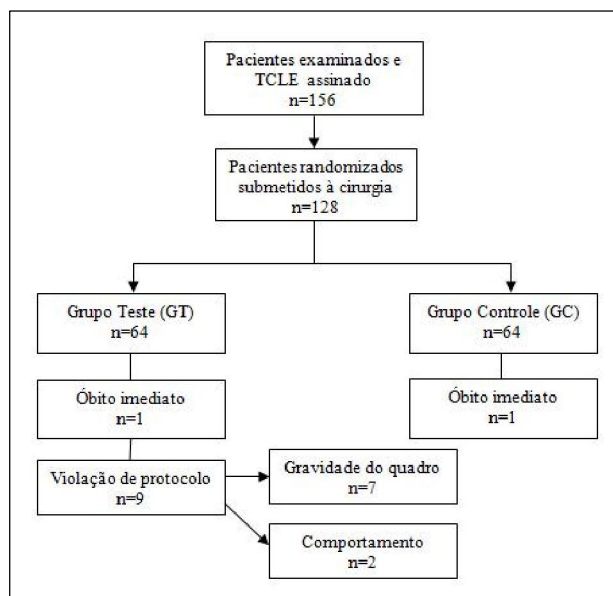 Pacientes examinados e
TCLE assinado
n=156
Pacientes randomizados
submetidos à cirurgia
n=128
Grupo Teste (GT)
n=64
Grupo Controle (GC)
n=64
Óbito imediato
n=1
Óbito imediato
n=1
Violação de protocolo
n=9
Gravidade do quadro
n=7
Comportamento
n=2